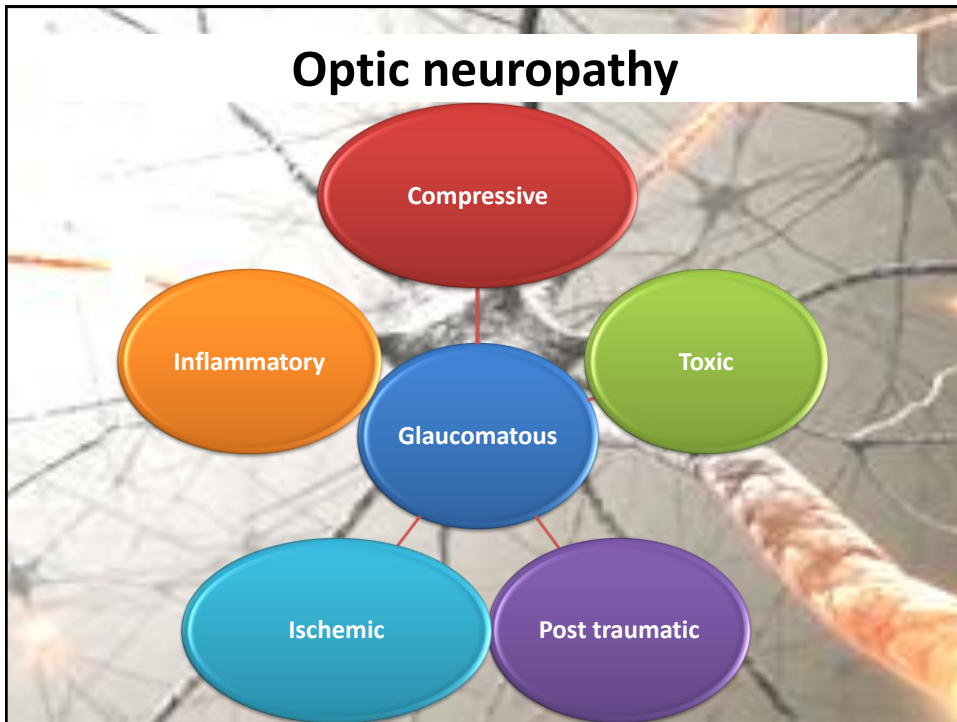 Optic neuropathy
Compressive
Inflammatory
Toxic
Glaucomatous
Ischemic
Post traumatic